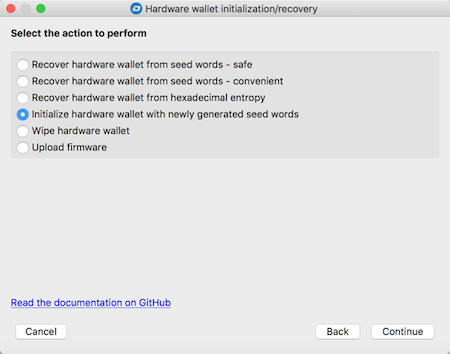 Hardware wallet initialization/recovery
Select the action to perform
Recover hardware wallet from seed words - safe
Recover hardware wallet from seed words - convenient
Recover hardware wallet from hexadecimal entropy
Initialize hardware wallet with newly generated seed words
Wipe hardware wallet
Upload firmware
Read the documentation on GitHub
Cancel Back Continue